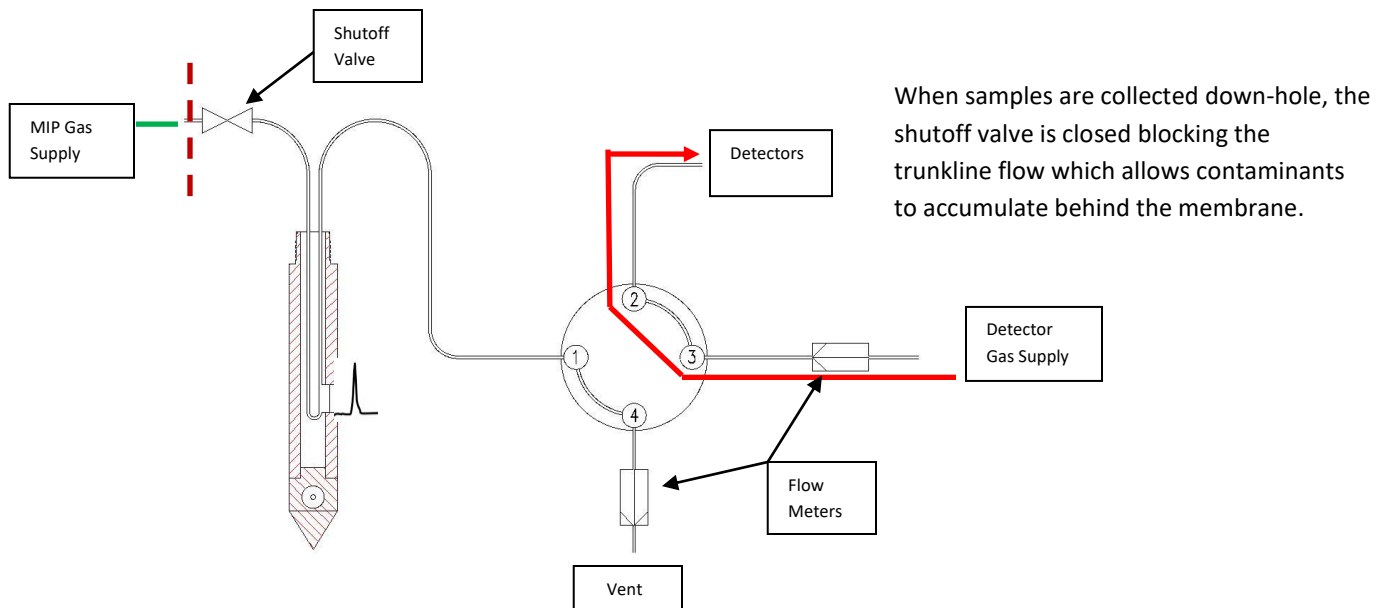 Shutoff
Valve
MIP Gas
Supply
Detectors
When samples are collected down-hole, the
shutoff valve is closed blocking the
trunkline flow which allows contaminants
to accumulate behind the membrane.
2
1
3
4
Detector
Gas Supply
Flow
Meters
Vent